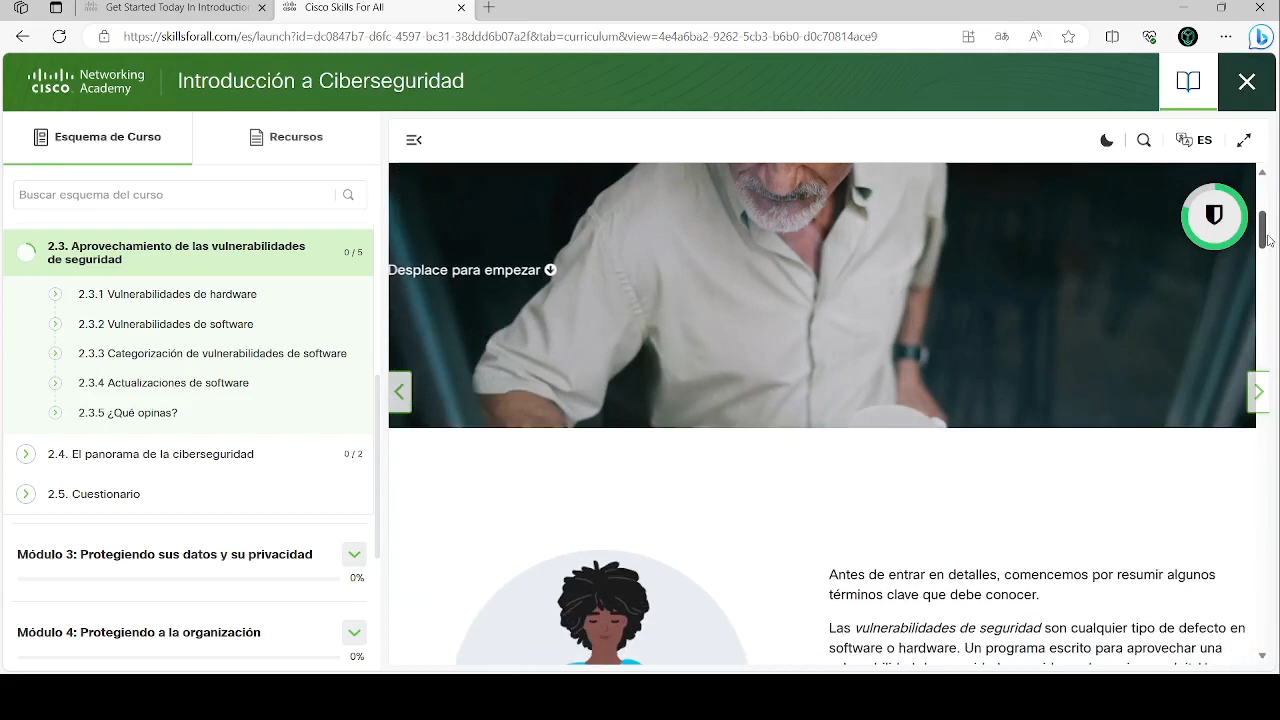 Get Started Today In Introduction
Cisco Skills For All
https://skillsforall.com/es/launch?id=dc0847b7-d6fc-4597-bc31-38ddd6b07a2f&tab=curriculum&view=4e4a6ba2-9262-5cb3-b6b0-d0c70814ace9
Networking
CISCO Academy
Introducción a Ciberseguridad
Esquema de Curso
Recursos
ES
Buscar esquema del curso
2.3. Aprovechamiento de las vulnerabilidades
de seguridad
0 / 5
2.3.1 Vulnerabilidades de hardware
2.3.2 Vulnerabilidades de software
2.3.3 Categorización de vulnerabilidades de software
2.3.4 Actualizaciones de software
2.3.5 ¿Qué opinas?
2.4. El panorama de la ciberseguridad
0 / 2
2.5. Cuestionario
Módulo 3: Protegiendo sus datos y su privacidad
0%
Módulo 4: Protegiendo a la organización
0%
Desplace para empezar
Antes de entrar en detalles, comencemos por resumir algunos
términos clave que debe conocer.
Las vulnerabilidades de seguridad son cualquier tipo de defecto en
software o hardware. Un programa escrito para aprovechar una